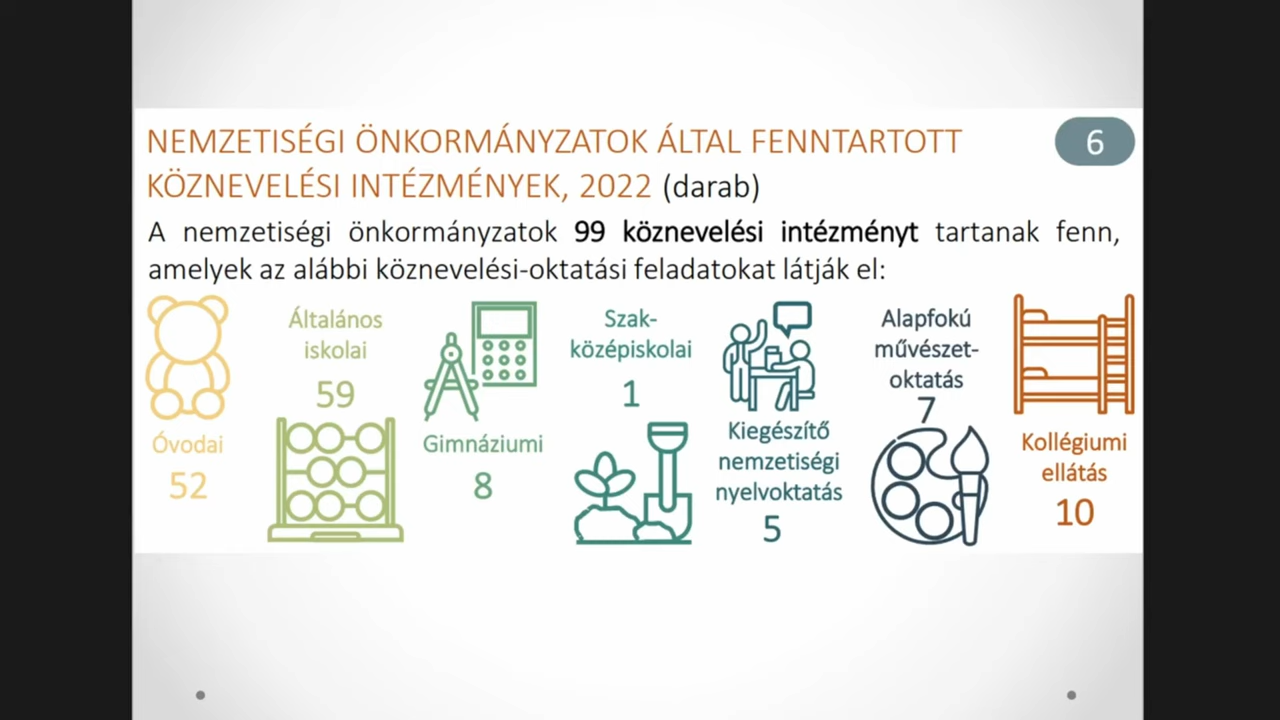 NEMZETISÉGI ÖNKORMÁNYZATOK ÁLTAL FENNTARTOTT
KÖZNEVELÉSI INTÉZMÉNYEK, 2022 (darab)
6
A nemzetiségi önkormányzatok 99 köznevelési intézményt tartanak fenn,
amelyek az alábbi köznevelési-oktatási feladatokat látják el:
Óvodai
52
Általános
iskolai
59
Gimnáziumi
8
Szak-
középiskolai
1
Kiegészítő
nemzetiségi
nyelvoktatás
5
Alapfokú
művészet-
oktatás
7
Kollégiumi
ellátás
10